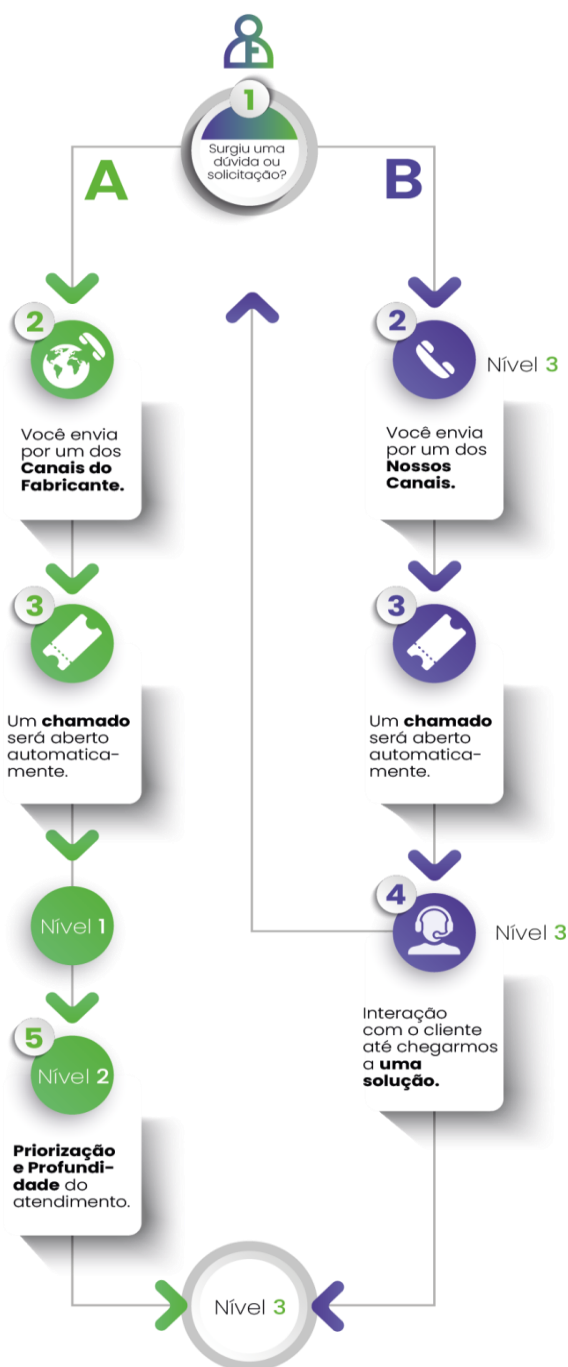 1
Surgiu uma
dúvida ou
solicitação?
A
2
Você envia
por um dos
Canais do
Fabricante.
3
Um chamado
será aberto
automatica-
mente.
Nível 1
5
Nível 2
Priorização
e Profundi-
dade do
atendimento.
B
2
Nível 3
Você envia
por um dos
Nossos
Canais.
3
Um chamado
será aberto
automatica-
mente.
4
Nível 3
Interação
com o cliente
até chegarmos
a uma
solução.
Nível 3